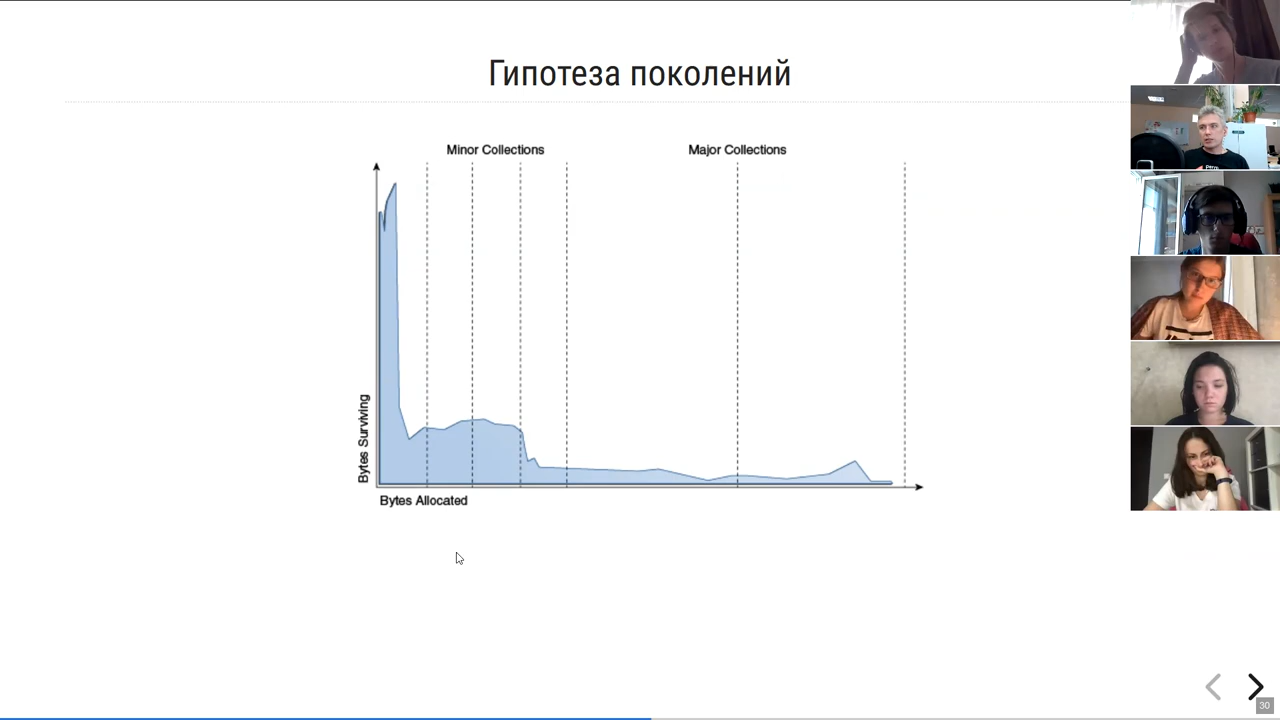 Гипотеза поколений
Minor Collections
Major Collections
Bytes Surviving
Bytes Allocated
30